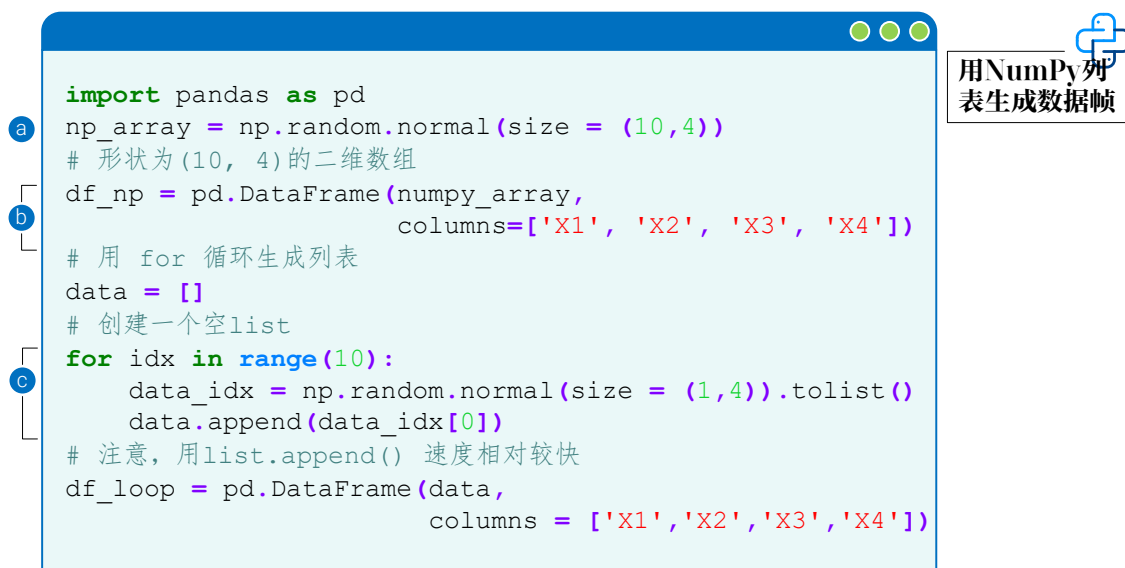 用NumPy列
表生成数据帧
import pandas as pd
a np_array = np.random.normal(size = (10,4))
# 形状为(10, 4)的二维数组
df_np = pd.DataFrame(numpy_array,
b columns=['X1', 'X2', 'X3', 'X4'])
# 用 for 循环生成列表
data = []
# 创建一个空list
for idx in range(10):
c data_idx = np.random.normal(size = (1,4)).tolist()
data.append(data_idx[0])
# 注意，用list.append() 速度相对较快
df_loop = pd.DataFrame(data,
columns = ['X1','X2','X3','X4'])